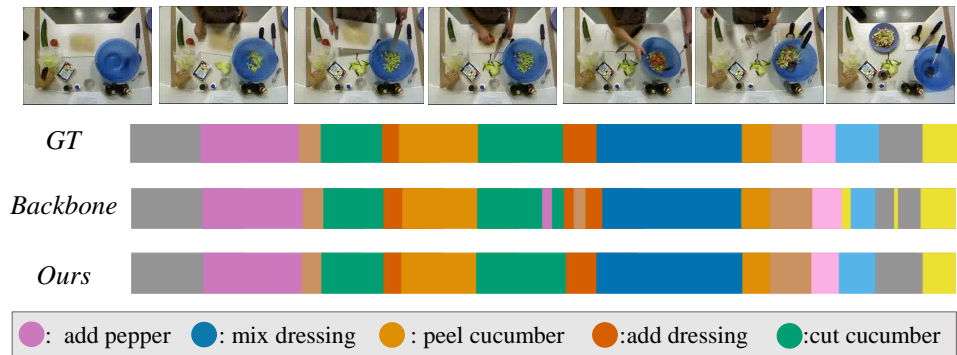 GT
Backbone
Ours
: add pepper : mix dressing : peel cucumber :add dressing :cut cucumber